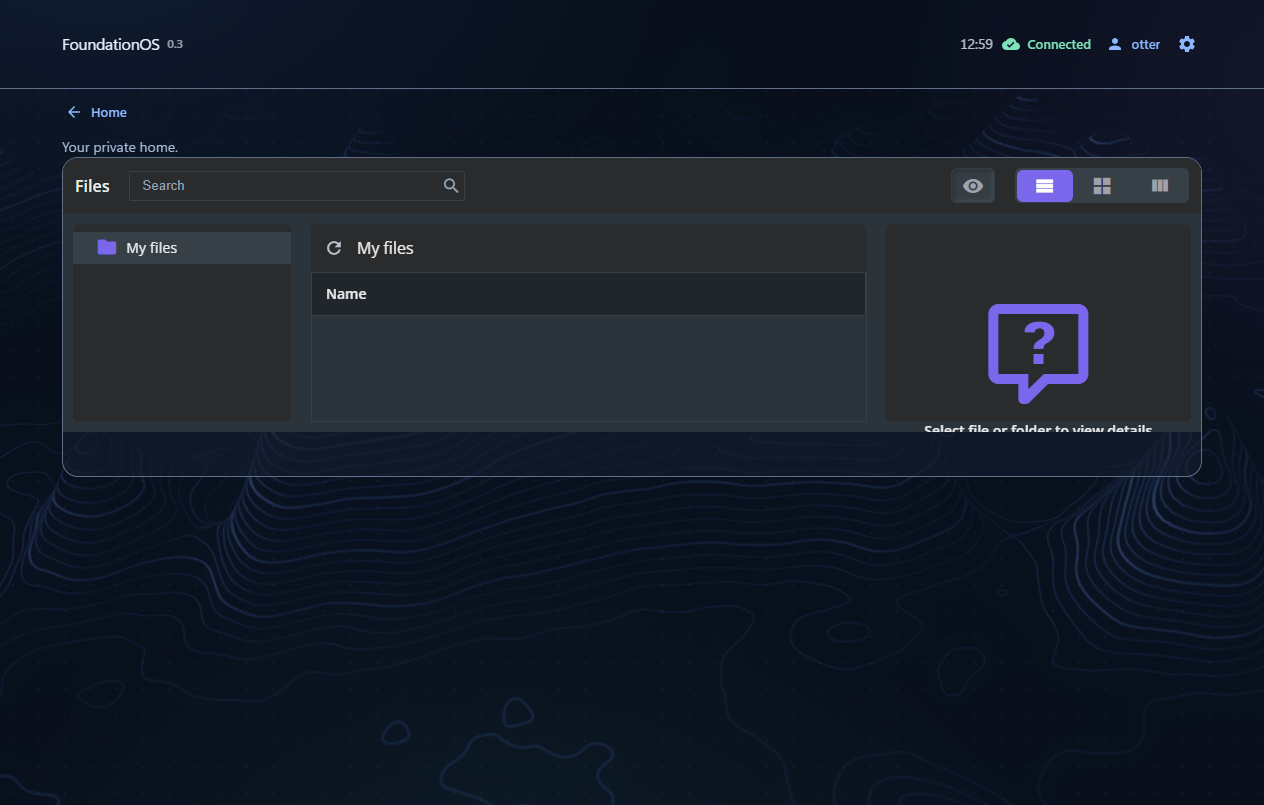 FoundationOS 0.3
12:59 Connected otter
Home
Your private home.
Files
Search
My files
My files
Name
?
Select file or folder to view details